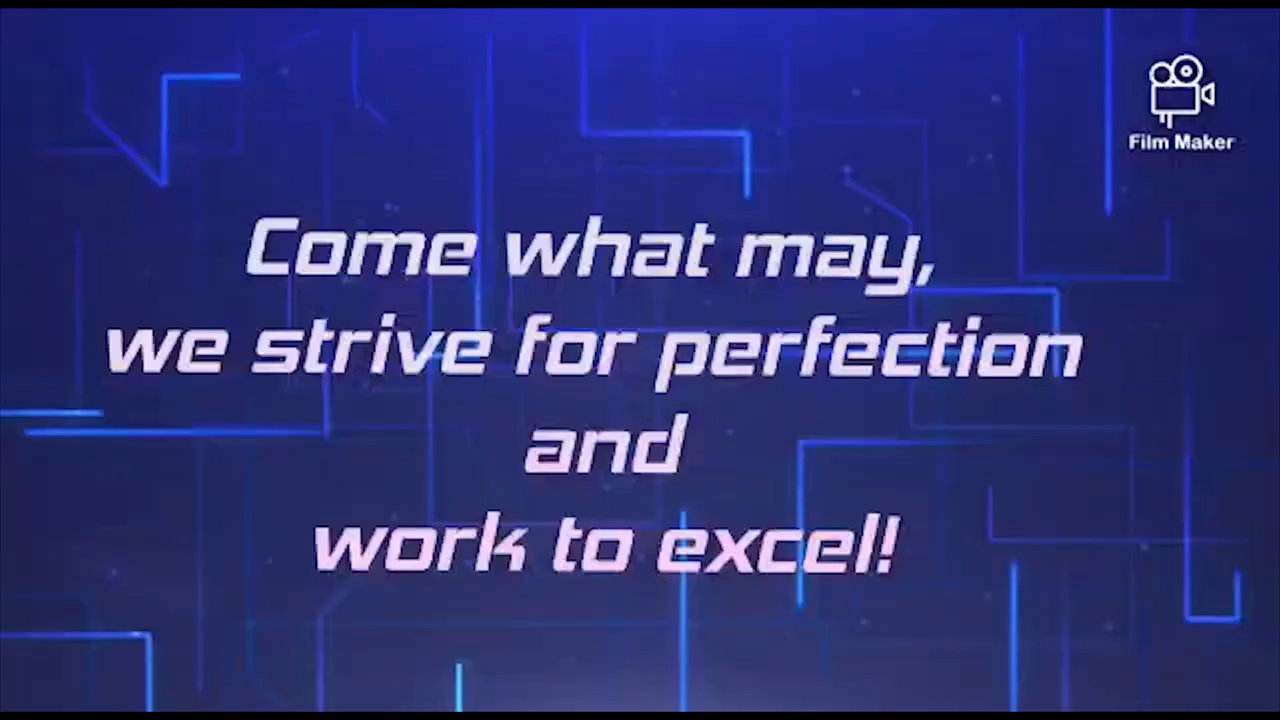 Film Maker
Come what may,
we strive for perfection
and
work to excel!